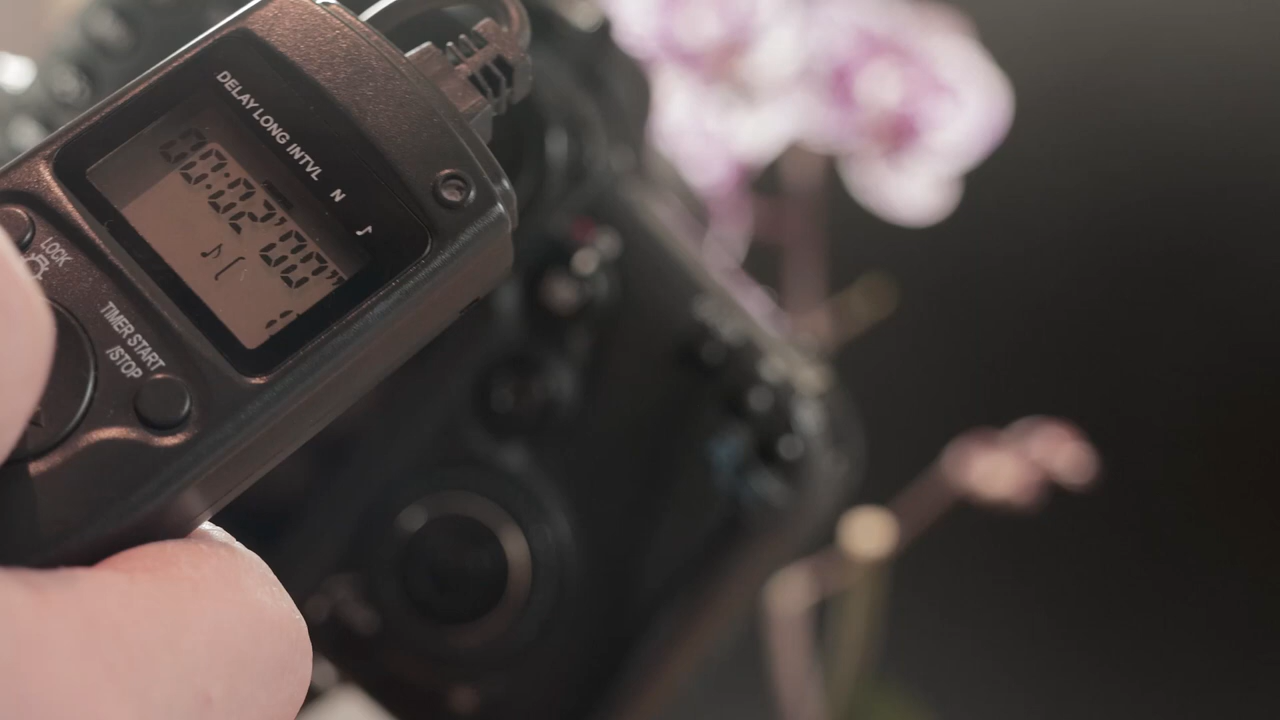 DELAY LONG INTVL N ♪
00:02'00"
♪
LOCK
TIMER START
/STOP